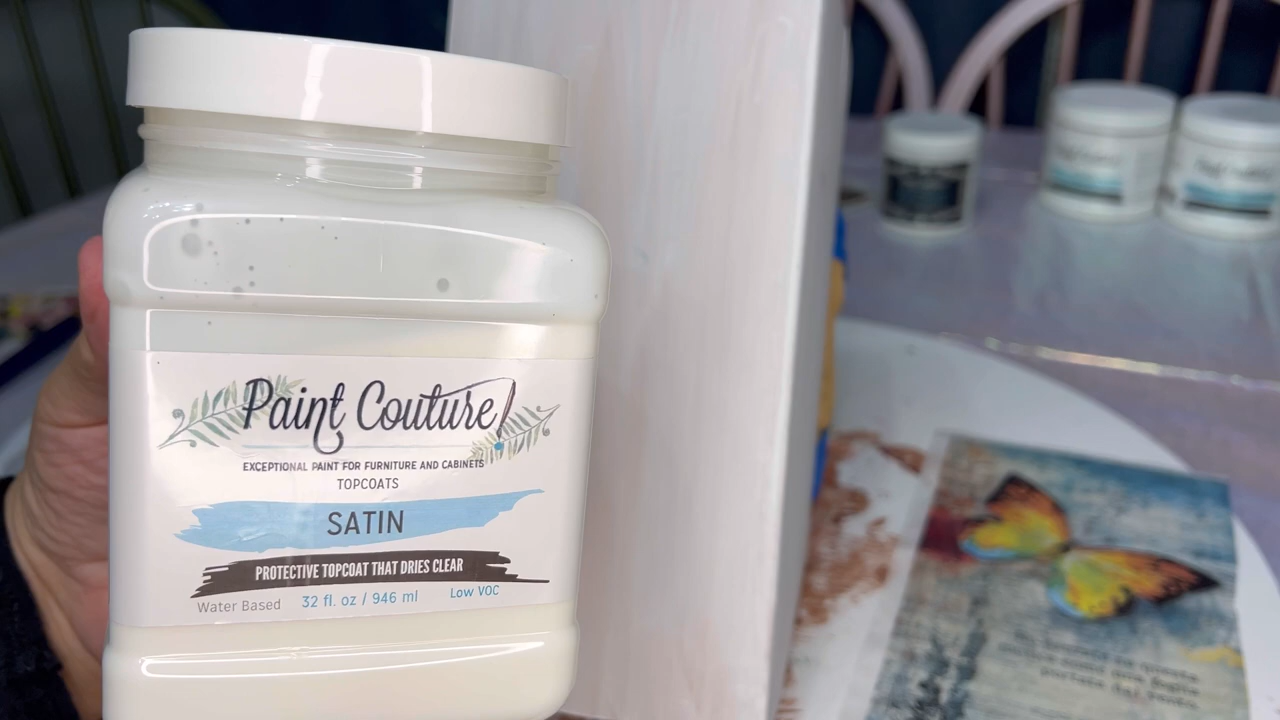 Paint Couture!
EXCEPTIONAL PAINT FOR FURNITURE AND CABINETS
TOPCOATS
SATIN
PROTECTIVE TOPCOAT THAT DRIES CLEAR
Water Based 32 fl. oz / 946 ml Low VOC